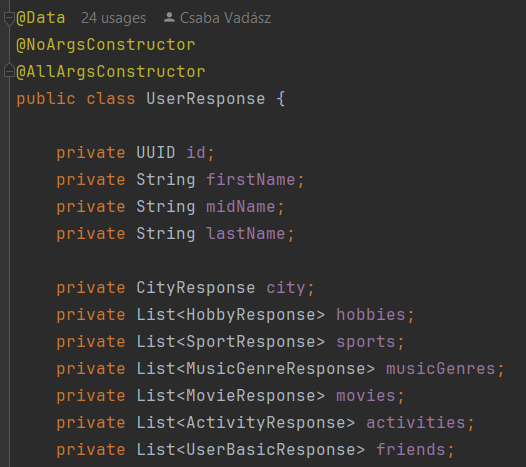 @Data 24 usages Csaba Vadász
@NoArgsConstructor
@AllArgsConstructor
public class UserResponse {
private UUID id;
private String firstName;
private String midName;
private String lastName;
private CityResponse city;
private List<HobbyResponse> hobbies;
private List<SportResponse> sports;
private List<MusicGenreResponse> musicGenres;
private List<MovieResponse> movies;
private List<ActivityResponse> activities;
private List<UserBasicResponse> friends;